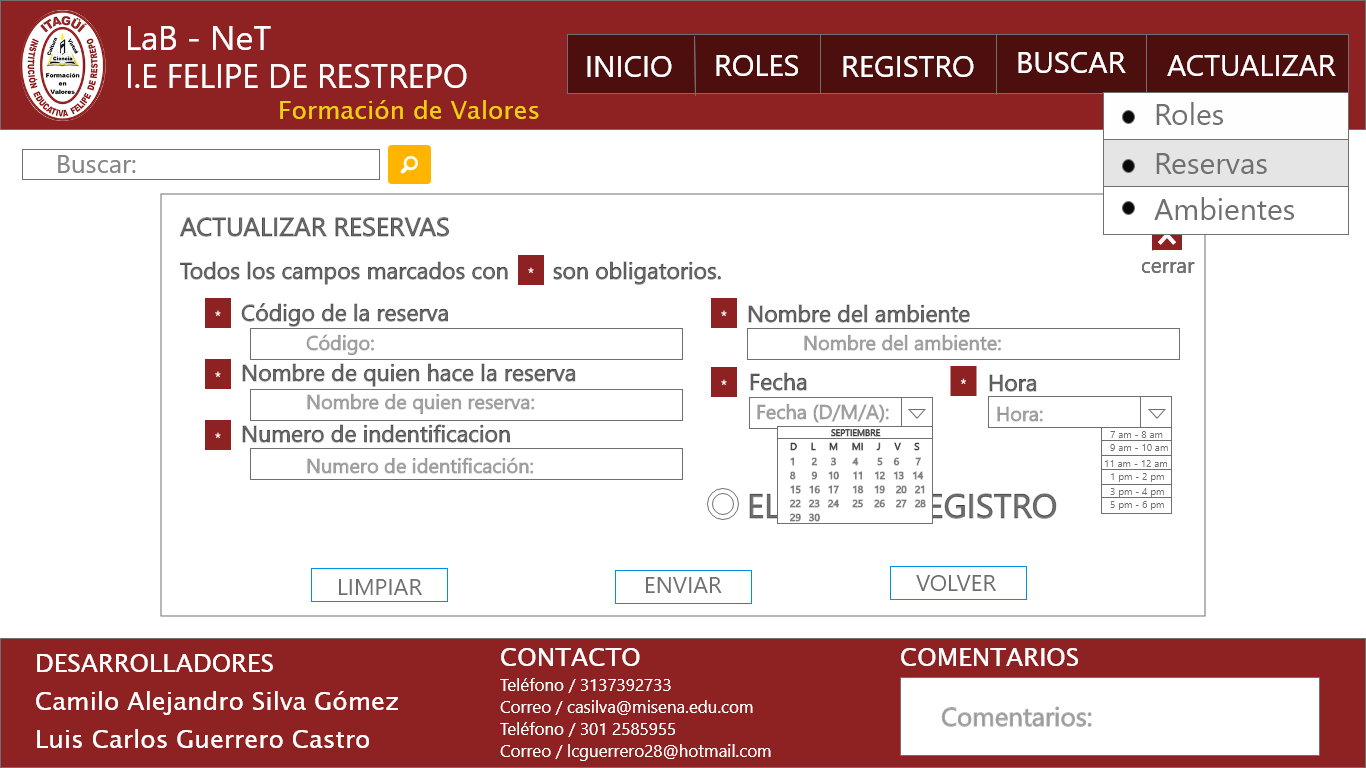 ITAGÜI
INSTITUCIÓN EDUCATIVA FELIPE DE RESTREPO
Ciencia
Formación
en
Valores
LaB - NeT
I.E FELIPE DE RESTREPO
Formación de Valores
INICIO
ROLES
REGISTRO
BUSCAR
ACTUALIZAR
Roles
Reservas
Ambientes
Buscar:
ACTUALIZAR RESERVAS
cerrar
Todos los campos marcados con * son obligatorios.
* Código de la reserva
Código:
* Nombre de quien hace la reserva
Nombre de quien reserva:
* Numero de indentificacion
Numero de identificación:
* Nombre del ambiente
Nombre del ambiente:
* Fecha
Fecha (D/M/A):
SEPTIEMBRE
D L M MI J V S
1 2 3 4 5 6 7
8 9 10 11 12 13 14
15 16 17 18 19 20 21
22 23 24 25 26 27 28
29 30
* Hora
Hora:
7 am - 8 am
9 am - 10 am
11 am - 12 am
1 pm - 2 pm
3 pm - 4 pm
5 pm - 6 pm
EL EGISTRO
LIMPIAR
ENVIAR
VOLVER
DESARROLLADORES
Camilo Alejandro Silva Gómez
Luis Carlos Guerrero Castro
CONTACTO
Teléfono / 3137392733
Correo / casilva@misena.edu.com
Teléfono / 301 2585955
Correo / lcguerrero28@hotmail.com
COMENTARIOS
Comentarios: